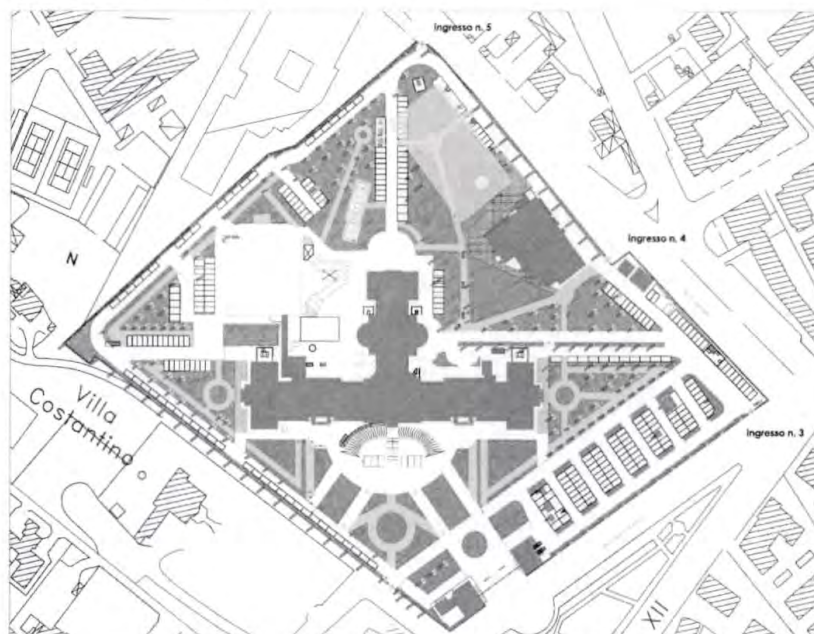 ingresso n. 5
ingresso n. 4
N
Villa
Costantino
ingresso n. 3
XII